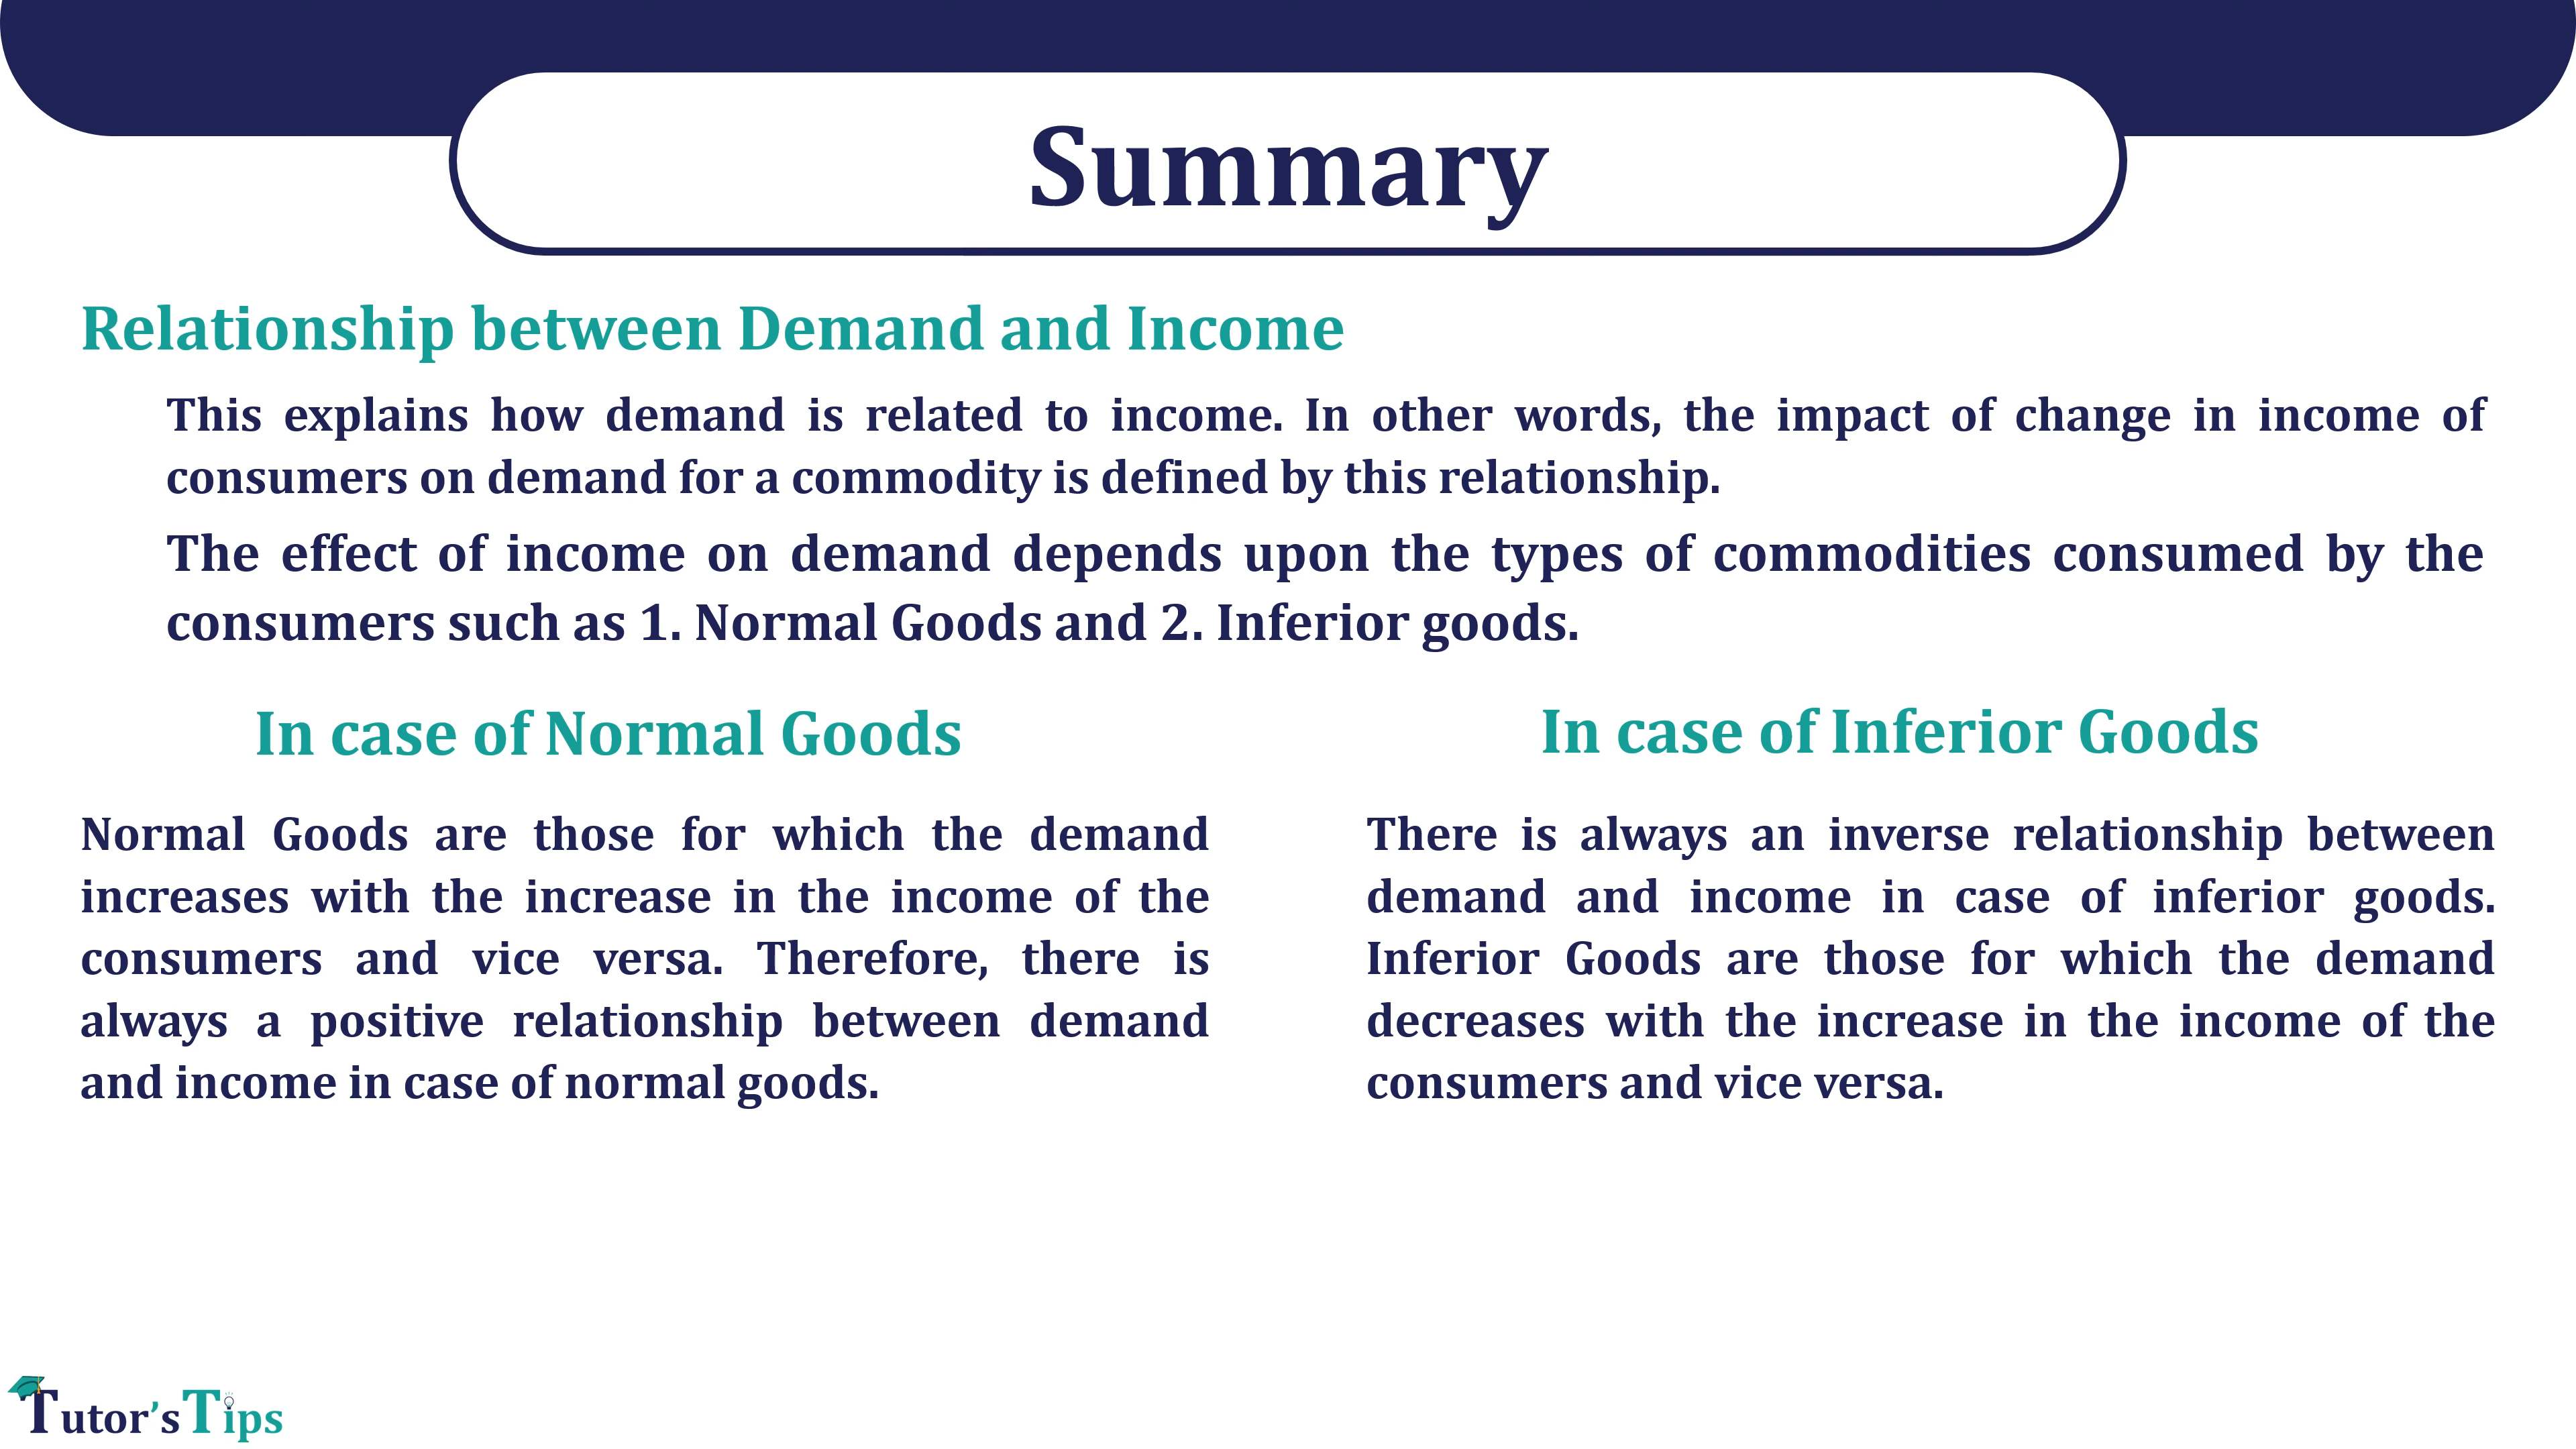 Summary
Relationship between Demand and Income
This explains how demand is related to income. In other words, the impact of change in income of
consumers on demand for a commodity is defined by this relationship.
The effect of income on demand depends upon the types of commodities consumed by the
consumers such as 1. Normal Goods and 2. Inferior goods.
In case of Normal Goods
Normal Goods are those for which the demand
increases with the increase in the income of the
consumers and vice versa. Therefore, there is
always a positive relationship between demand
and income in case of normal goods.
In case of Inferior Goods
There is always an inverse relationship between
demand and income in case of inferior goods.
Inferior Goods are those for which the demand
decreases with the increase in the income of the
consumers and vice versa.
Tutor’s Tips